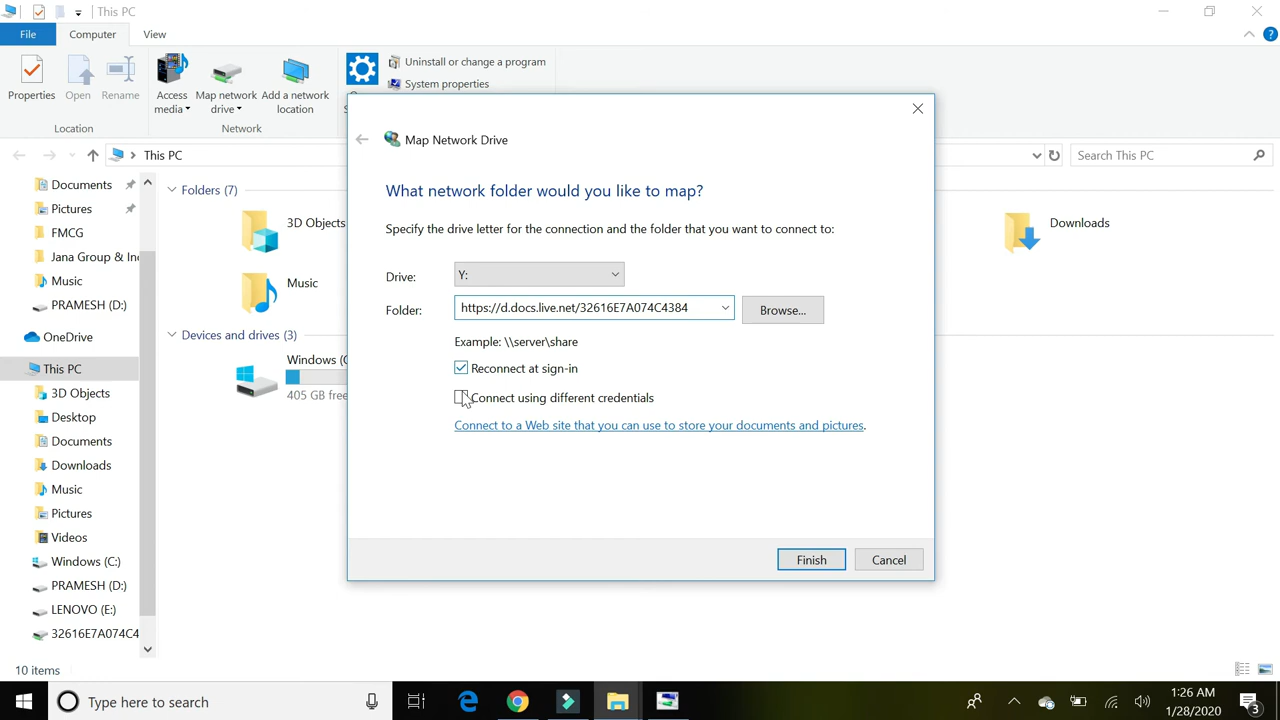 This PC
File
Computer
View
Properties
Open
Rename
Access media
Map network drive
Add a network location
Uninstall or change a program
System properties
Location
Network
This PC
Search This PC
Documents
Pictures
FMCG
Jana Group & In
Music
PRAMESH (D:)
OneDrive
This PC
3D Objects
Desktop
Documents
Downloads
Music
Pictures
Videos
Windows (C:)
PRAMESH (D:)
LENOVO (E:)
32616E7A074C4
Folders (7)
3D Objects
Downloads
Music
Devices and drives (3)
Windows (C
405 GB free
Map Network Drive
What network folder would you like to map?
Specify the drive letter for the connection and the folder that you want to connect to:
Drive:
Y:
Folder:
https://d.docs.live.net/32616E7A074C4384
Browse...
Example: \\server\share
Reconnect at sign-in
Connect using different credentials
Connect to a Web site that you can use to store your documents and pictures.
Finish
Cancel
10 items
Type here to search
1:26 AM
1/28/2020
3